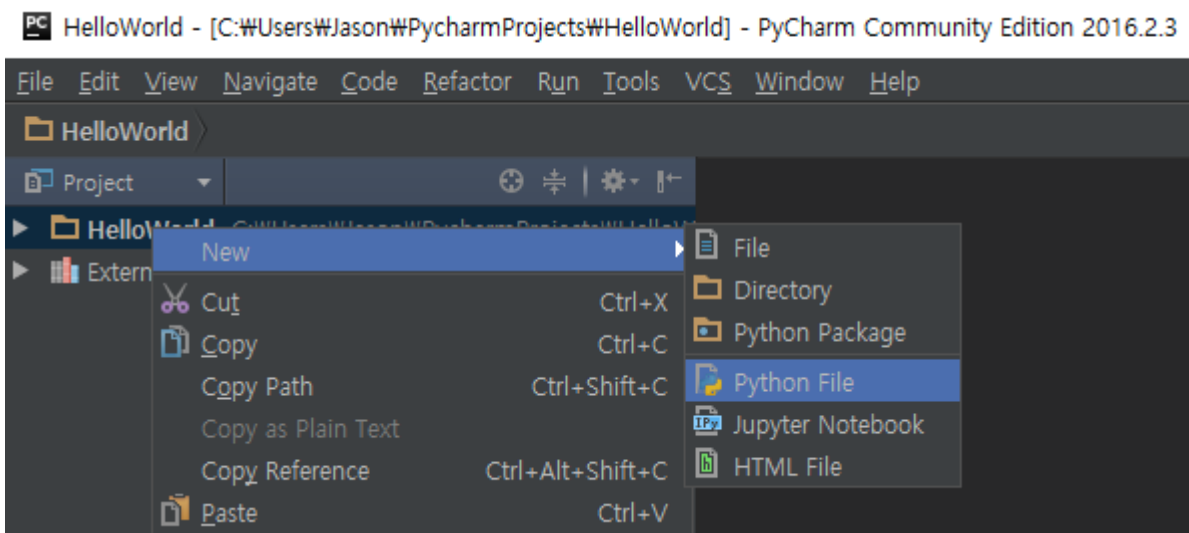 HelloWorld - [C:₩Users₩Jason₩PycharmProjects₩HelloWorld] - PyCharm Community Edition 2016.2.3
File Edit View Navigate Code Refactor Run Tools VCS Window Help
HelloWorld
Project
New
File
Extern
Cut Ctrl+X
Directory
Copy Ctrl+C
Python Package
Copy Path Ctrl+Shift+C
Python File
Copy as Plain Text
Jupyter Notebook
Copy Reference Ctrl+Alt+Shift+C
HTML File
Paste Ctrl+V